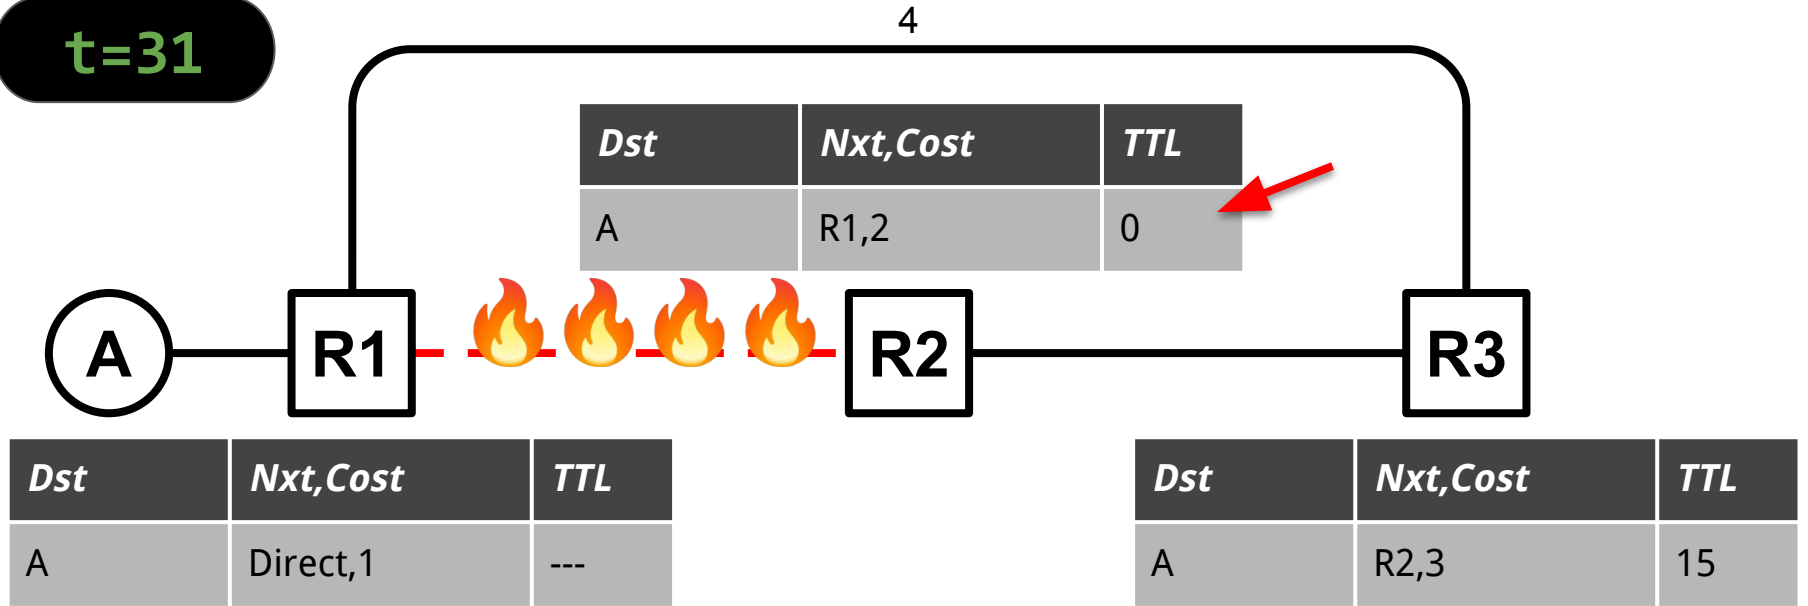 t=31
4
Dst Nxt,Cost TTL
A R1,2 0
A R1 R2 R3
Dst Nxt,Cost TTL
A Direct,1 ---
Dst Nxt,Cost TTL
A R2,3 15